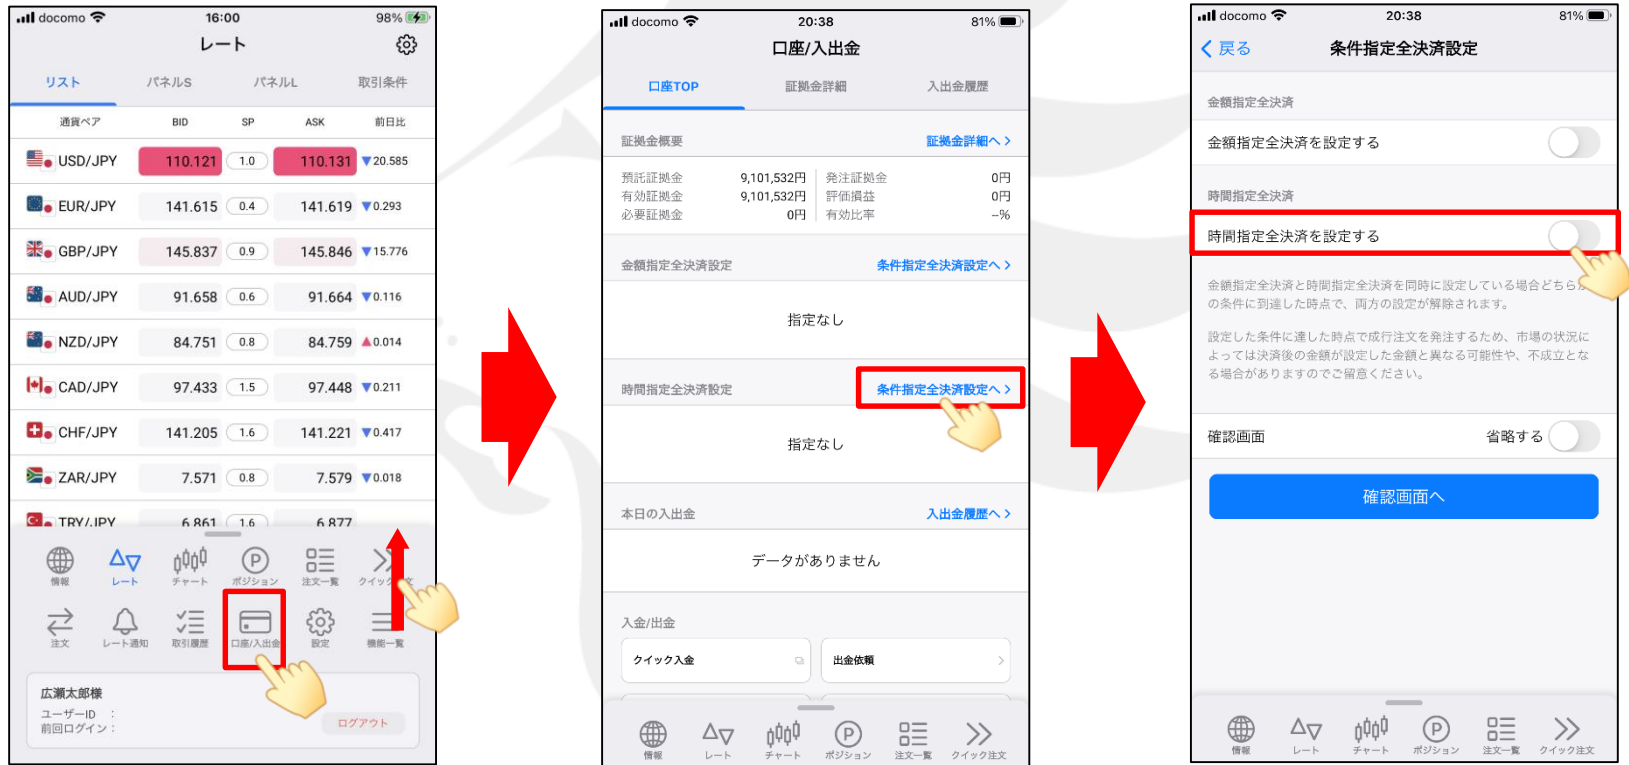 docomo 16:00 98%
レート
リスト パネルS パネルL 取引条件
通貨ペア BID SP ASK 前日比
USD/JPY 110.121 1.0 110.131 ▼20.585
EUR/JPY 141.615 0.4 141.619 ▼0.293
GBP/JPY 145.837 0.9 145.846 ▼15.776
AUD/JPY 91.658 0.6 91.664 ▼0.116
NZD/JPY 84.751 0.8 84.759 ▲0.014
CAD/JPY 97.433 1.5 97.448 ▼0.211
CHF/JPY 141.205 1.6 141.221 ▼0.417
ZAR/JPY 7.571 0.8 7.579 ▼0.018
TRY/JPY 6.861 1.6 6.877
情報 レート チャート ポジション 注文一覧 クイック注文
注文 レート通知 取引履歴 口座/入出金 設定 機能一覧
広瀬太郎様
ユーザーID :
前回ログイン :
ログアウト
docomo 20:38 81%
口座/入出金
口座TOP 証拠金詳細 入出金履歴
証拠金概要 証拠金詳細へ
預託証拠金 9,101,532円 発注証拠金 0円
有効証拠金 9,101,532円 評価損益 0円
必要証拠金 0円 有効比率 --%
金額指定全決済設定 条件指定全決済設定へ
指定なし
時間指定全決済設定 条件指定全決済設定へ
指定なし
本日の入出金 入出金履歴へ
データがありません
入金/出金
クイック入金 出金依頼
情報 レート チャート ポジション 注文一覧 クイック注文
docomo 20:38 81%
戻る 条件指定全決済設定
金額指定全決済
金額指定全決済を設定する
時間指定全決済
時間指定全決済を設定する
金額指定全決済と時間指定全決済を同時に設定している場合どちらか
の条件に到達した時点で、両方の設定が解除されます。
設定した条件に達した時点で成行注文を発注するため、市場の状況に
よっては決済後の金額が設定した金額と異なる可能性や、不成立とな
る場合がありますのでご留意ください。
確認画面 省略する
確認画面へ
情報 レート チャート ポジション 注文一覧 クイック注文